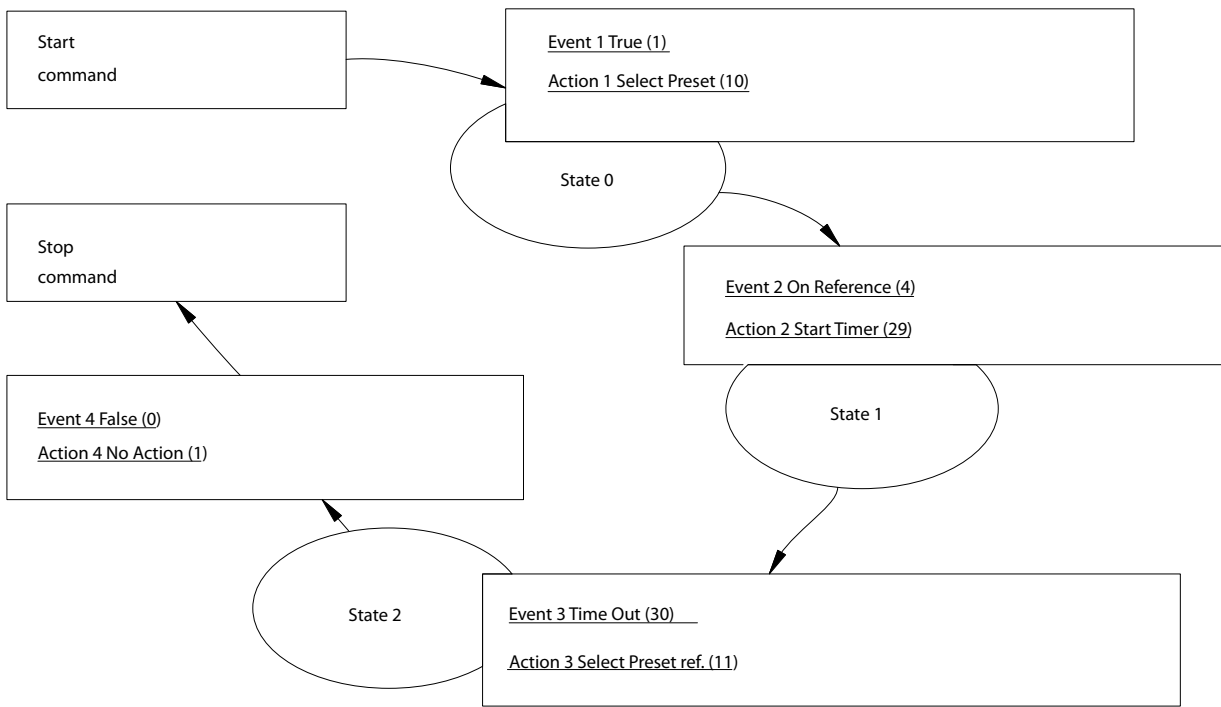 Start
command
Event 1 True (1)
Action 1 Select Preset (10)
State 0
Stop
command
Event 2 On Reference (4)
Action 2 Start Timer (29)
State 1
Event 4 False (0)
Action 4 No Action (1)
State 2
Event 3 Time Out (30)
Action 3 Select Preset ref. (11)